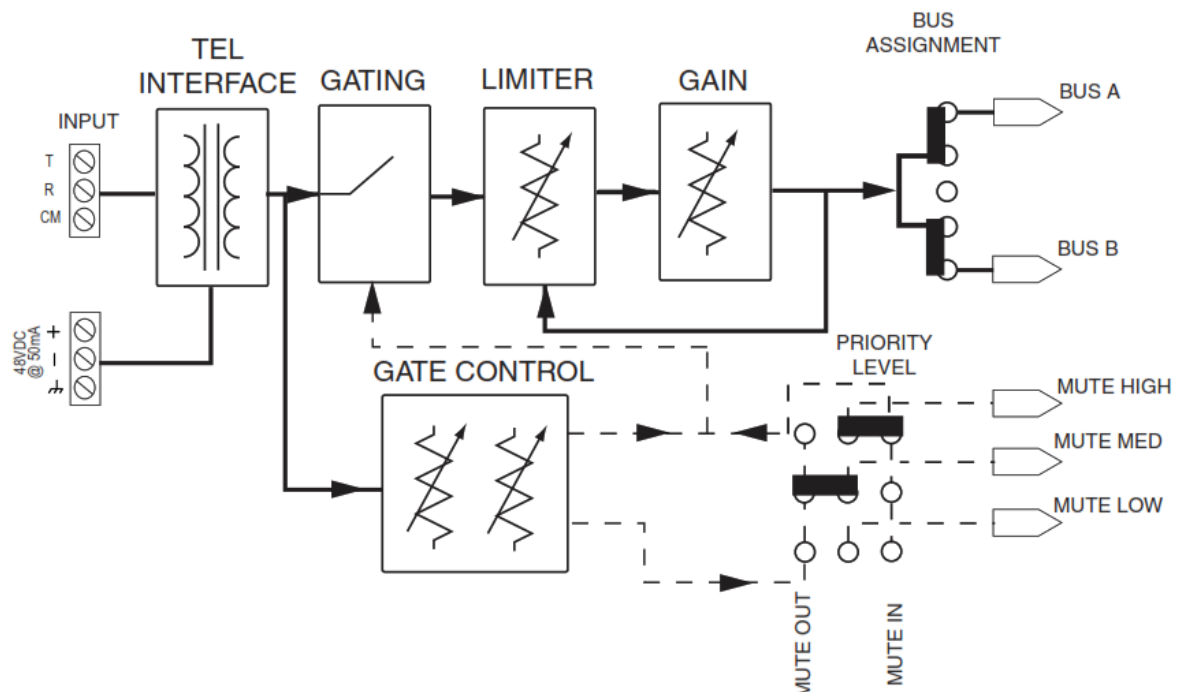 BUS
ASSIGNMENT
TEL
INTERFACE
GATING
LIMITER
GAIN
BUS A
INPUT
T
R
CM
BUS B
+
−
48VDC
@ 50mA
PRIORITY
LEVEL
GATE CONTROL
MUTE HIGH
MUTE MED
MUTE LOW
MUTE OUT
MUTE IN